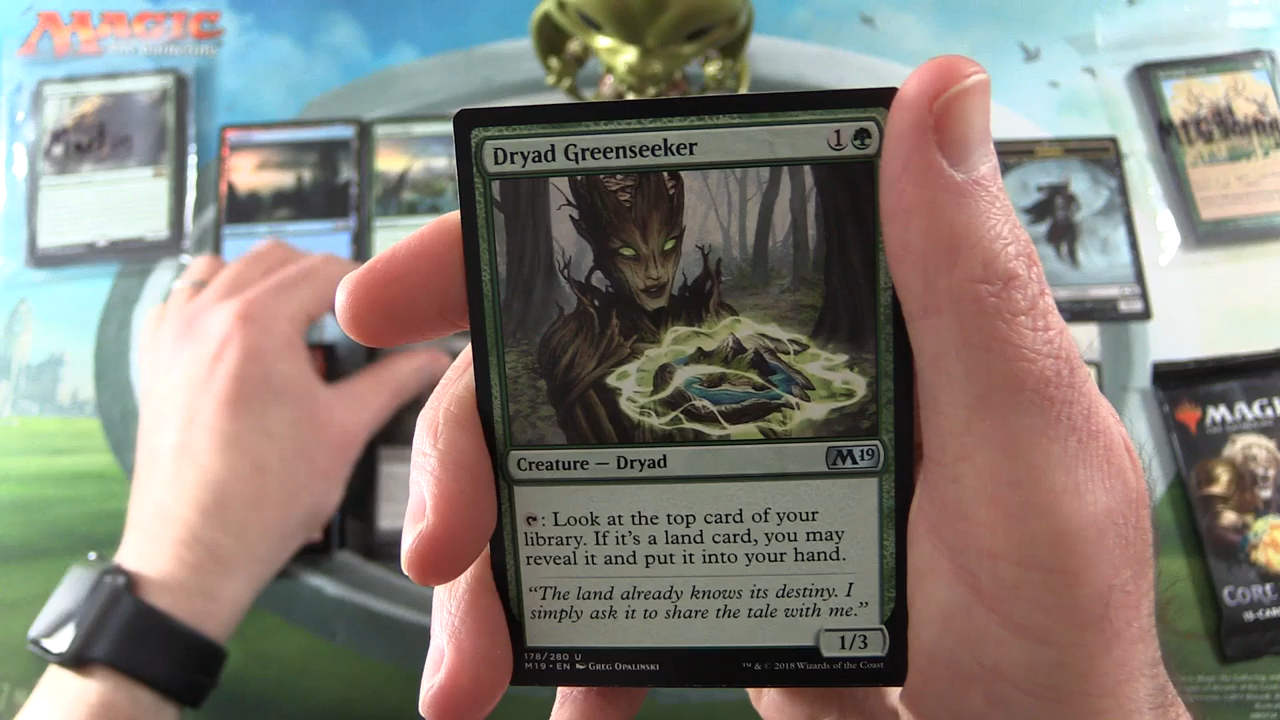 MAGIC
Dryad Greenseeker
1
Creature — Dryad
M19
: Look at the top card of your
library. If it's a land card, you may
reveal it and put it into your hand.
“The land already knows its destiny. I
simply ask it to share the tale with me.”
1/3
178/280 U
M19 • EN Greg Opalinski
™ & © 2018 Wizards of the Coast
MAGI
CORE